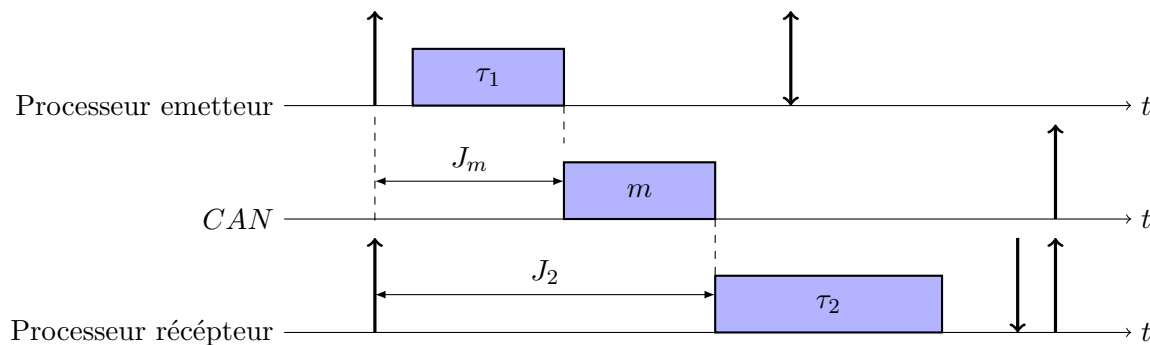 τ₁
Processeur emetteur
t
Jₘ
m
CAN
t
J₂
τ₂
Processeur récépteur
t